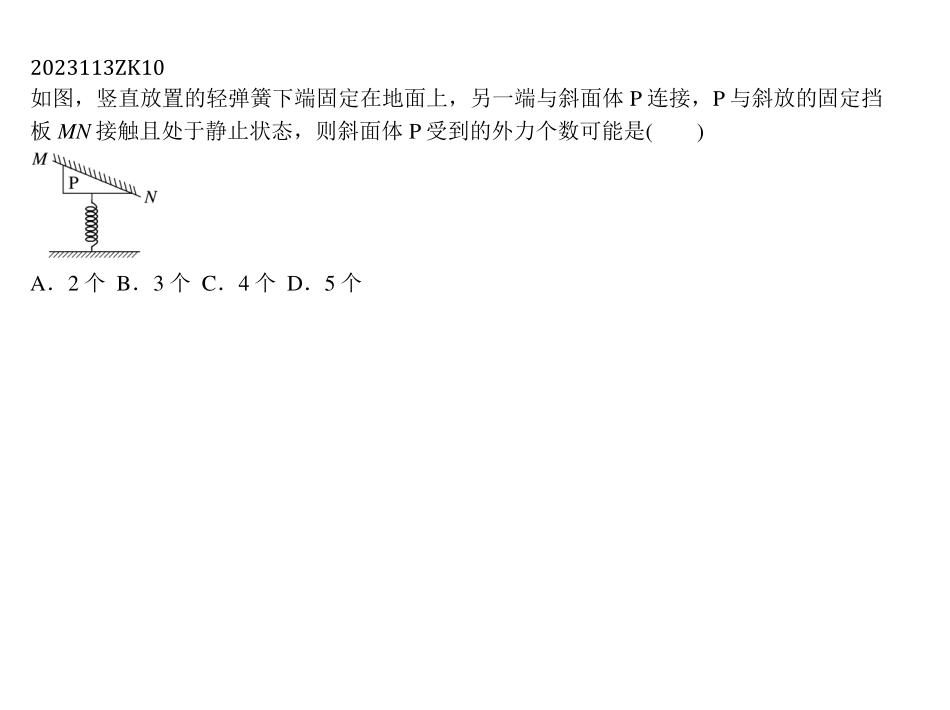 2023113ZK10
如图，竖直放置的轻弹簧下端固定在地面上，另一端与斜面体 P 连接，P 与斜放的固定挡
板 MN 接触且处于静止状态，则斜面体 P 受到的外力个数可能是(　　)
M
P
N
A．2 个 B．3 个 C．4 个 D．5 个